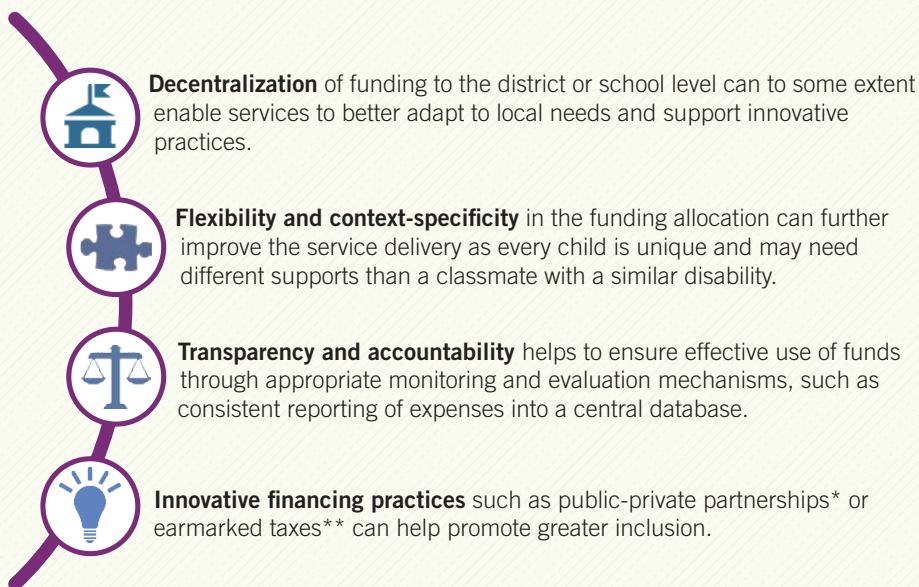 Decentralization of funding to the district or school level can to some extent
enable services to better adapt to local needs and support innovative
practices.
Flexibility and context-specificity in the funding allocation can further
improve the service delivery as every child is unique and may need
different supports than a classmate with a similar disability.
Transparency and accountability helps to ensure effective use of funds
through appropriate monitoring and evaluation mechanisms, such as
consistent reporting of expenses into a central database.
Innovative financing practices such as public-private partnerships* or
earmarked taxes** can help promote greater inclusion.